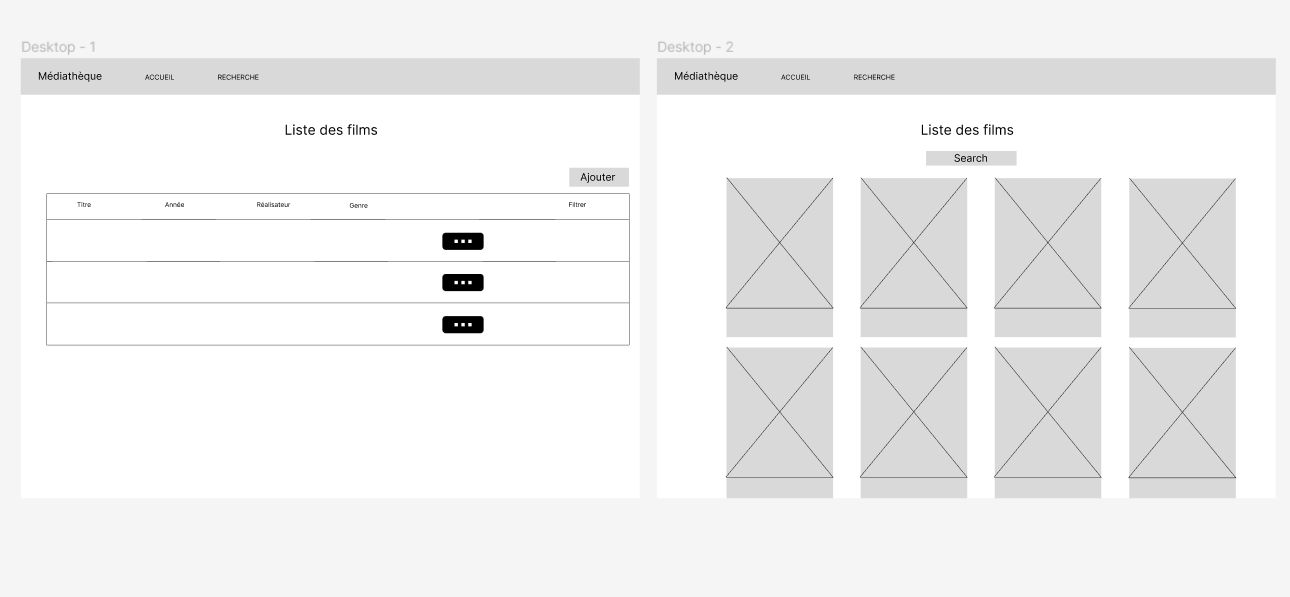 Desktop - 1
Médiathèque ACCUEIL RECHERCHE
Liste des films
Ajouter
Titre Année Réalisateur Genre Filtrer
Desktop - 2
Médiathèque ACCUEIL RECHERCHE
Liste des films
Search